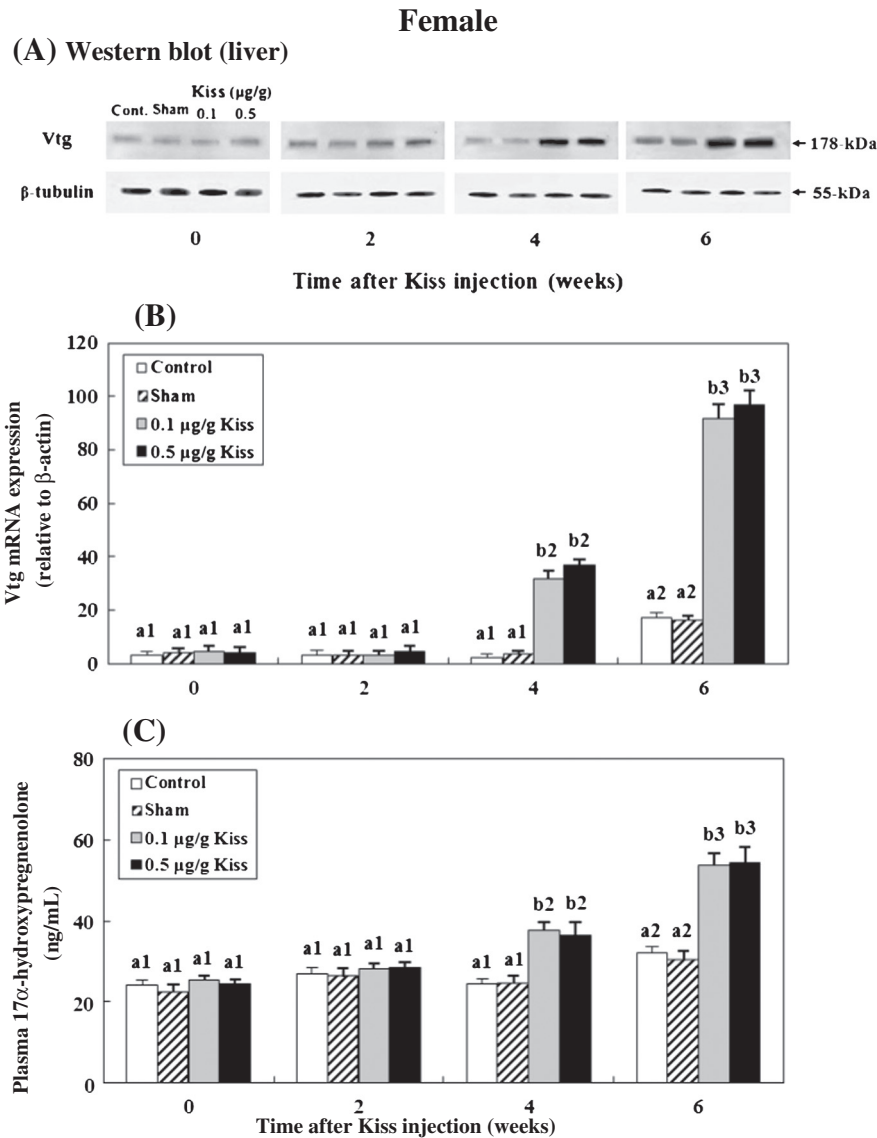 Female
(A) Western blot (liver)
Kiss (µg/g)
Cont. Sham 0.1 0.5
Vtg
178-kDa
β-tubulin
55-kDa
0 2 4 6
Time after Kiss injection (weeks)
(B)
Vtg mRNA expression
(relative to β-actin)
120
100
80
60
40
20
0
Control
Sham
0.1 µg/g Kiss
0.5 µg/g Kiss
a1 a1 a1 a1
a1 a1 a1 a1
a1 a1 b2 b2
a2 a2 b3 b3
0 2 4 6
(C)
Plasma 17α-hydroxypregnenolone
(ng/mL)
80
60
40
20
0
Control
Sham
0.1 µg/g Kiss
0.5 µg/g Kiss
a1 a1 a1 a1
a1 a1 a1 a1
a1 a1 b2 b2
a2 a2 b3 b3
0 2 4 6
Time after Kiss injection (weeks)